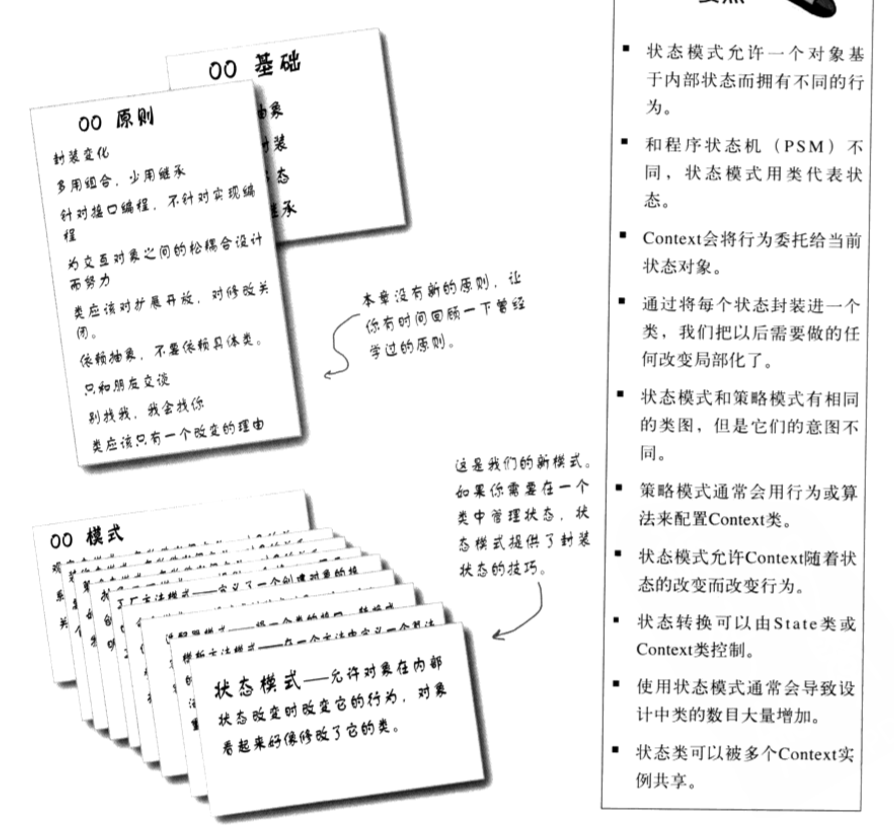 OO 基础
OO 原则
封装变化
多用组合，少用继承
针对接口编程，不针对实现编
程
为交互对象之间的松耦合设计
而努力
类应该对扩展开放，对修改关
闭。
依赖抽象，不要依赖具体类。
只和朋友交谈
别找我，我会找你
类应该只有一个改变的理由
本章没有新的原则，让
你有时间回顾一下曾经
学过的原则。
这是我们的新模式。
如果你需要在一个
类中管理状态，状
态模式提供了封装
状态的技巧。
OO 模式
状态模式——允许对象在内部
状态改变时改变它的行为，对象
看起来好像修改了它的类。
▪ 状态模式允许一个对象基
于内部状态而拥有不同的行
为。
▪ 和程序状态机（PSM）不
同，状态模式用类代表状
态。
▪ Context会将行为委托给当前
状态对象。
▪ 通过将每个状态封装进一个
类，我们把以后需要做的任
何改变局部化了。
▪ 状态模式和策略模式有相同
的类图，但是它们的意图不
同。
▪ 策略模式通常会用行为或算
法来配置Context类。
▪ 状态模式允许Context随着状
态的改变而改变行为。
▪ 状态转换可以由State类或
Context类控制。
▪ 使用状态模式通常会导致设
计中类的数目大量增加。
▪ 状态类可以被多个Context实
例共享。